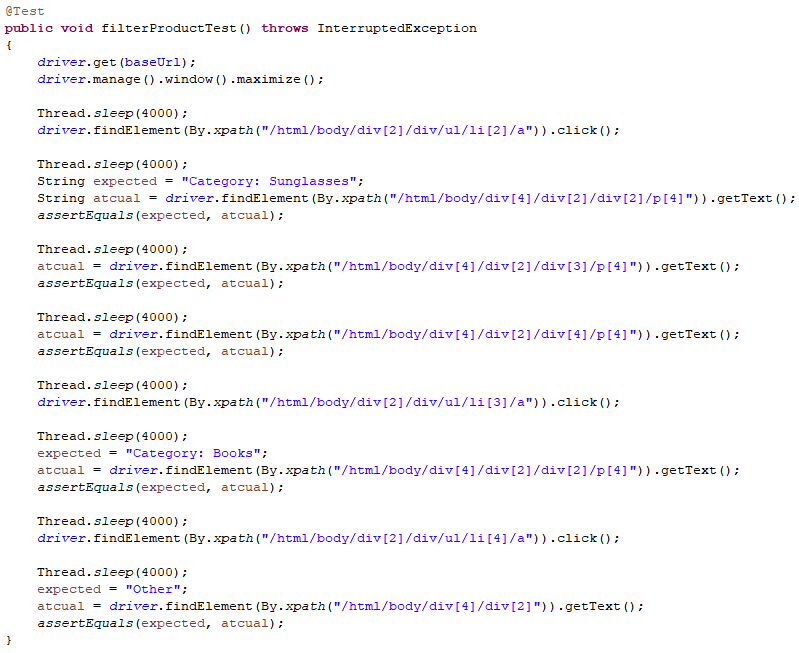 @Test
public void filterProductTest() throws InterruptedException
{
driver.get(baseUrl);
driver.manage().window().maximize();
Thread.sleep(4000);
driver.findElement(By.xpath("/html/body/div[2]/div/ul/li[2]/a")).click();
Thread.sleep(4000);
String expected = "Category: Sunglasses";
String atcual = driver.findElement(By.xpath("/html/body/div[4]/div[2]/div[2]/p[4]")).getText();
assertEquals(expected, atcual);
Thread.sleep(4000);
atcual = driver.findElement(By.xpath("/html/body/div[4]/div[2]/div[3]/p[4]")).getText();
assertEquals(expected, atcual);
Thread.sleep(4000);
atcual = driver.findElement(By.xpath("/html/body/div[4]/div[2]/div[4]/p[4]")).getText();
assertEquals(expected, atcual);
Thread.sleep(4000);
driver.findElement(By.xpath("/html/body/div[2]/div/ul/li[3]/a")).click();
Thread.sleep(4000);
expected = "Category: Books";
atcual = driver.findElement(By.xpath("/html/body/div[4]/div[2]/div[2]/p[4]")).getText();
assertEquals(expected, atcual);
Thread.sleep(4000);
driver.findElement(By.xpath("/html/body/div[2]/div/ul/li[4]/a")).click();
Thread.sleep(4000);
expected = "Other";
atcual = driver.findElement(By.xpath("/html/body/div[4]/div[2]")).getText();
assertEquals(expected, atcual);
}